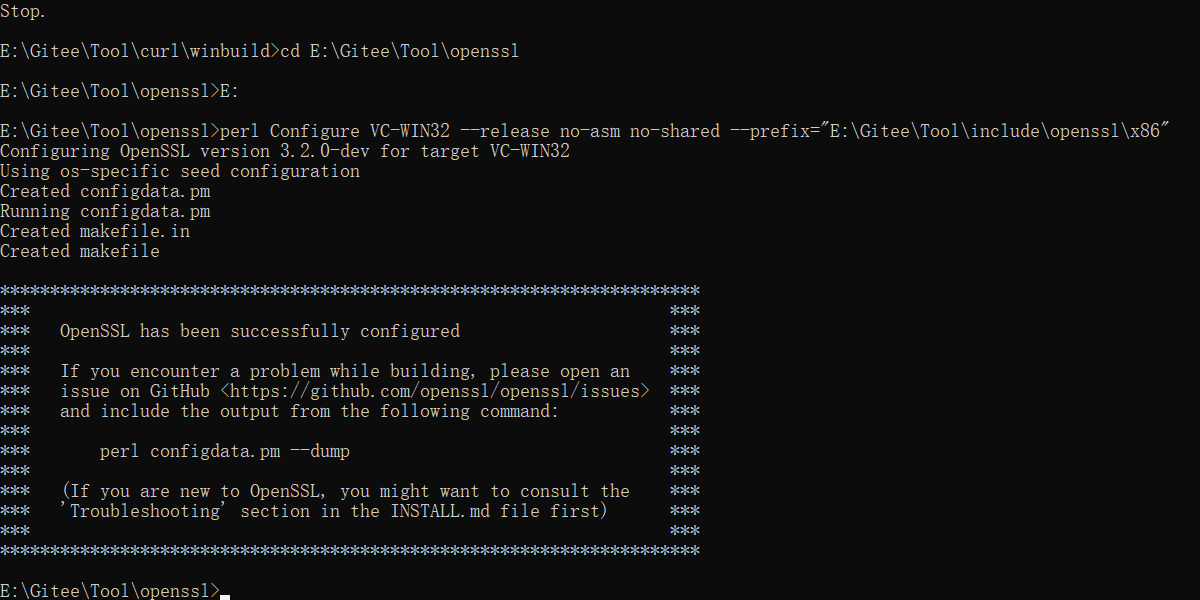 Stop.
E:\Gitee\Tool\curl\winbuild>cd E:\Gitee\Tool\openssl
E:\Gitee\Tool\openssl>E:
E:\Gitee\Tool\openssl>perl Configure VC-WIN32 --release no-asm no-shared --prefix="E:\Gitee\Tool\include\openssl\x86"
Configuring OpenSSL version 3.2.0-dev for target VC-WIN32
Using os-specific seed configuration
Created configdata.pm
Running configdata.pm
Created makefile.in
Created makefile
**********************************************************************
***                                                                ***
***   OpenSSL has been successfully configured                     ***
***                                                                ***
***   If you encounter a problem while building, please open an    ***
***   issue on GitHub <https://github.com/openssl/openssl/issues>  ***
***   and include the output from the following command:           ***
***                                                                ***
***       perl configdata.pm --dump                                ***
***                                                                ***
***   (If you are new to OpenSSL, you might want to consult the    ***
***   'Troubleshooting' section in the INSTALL.md file first)      ***
***                                                                ***
**********************************************************************
E:\Gitee\Tool\openssl>